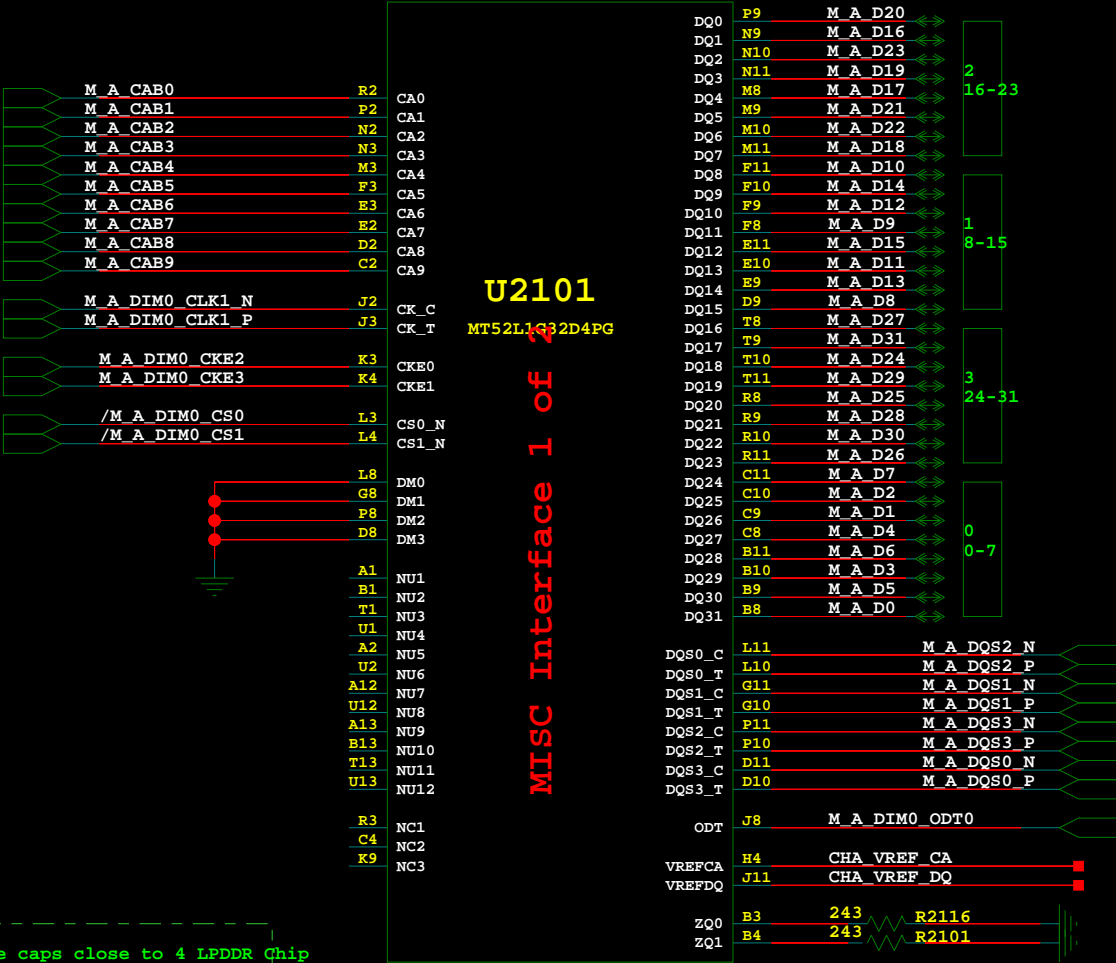 M_A_CAB0 R2 CA0
M_A_CAB1 P2 CA1
M_A_CAB2 N2 CA2
M_A_CAB3 N3 CA3
M_A_CAB4 M3 CA4
M_A_CAB5 F3 CA5
M_A_CAB6 E3 CA6
M_A_CAB7 E2 CA7
M_A_CAB8 D2 CA8
M_A_CAB9 C2 CA9
M_A_DIM0_CLK1_N J2 CK_C
M_A_DIM0_CLK1_P J3 CK_T
M_A_DIM0_CKE2 K3 CKE0
M_A_DIM0_CKE3 K4 CKE1
/M_A_DIM0_CS0 L3 CS0_N
/M_A_DIM0_CS1 L4 CS1_N
L8 DM0
G8 DM1
P8 DM2
D8 DM3
A1 NU1
B1 NU2
T1 NU3
U1 NU4
A2 NU5
U2 NU6
A12 NU7
U12 NU8
A13 NU9
B13 NU10
T13 NU11
U13 NU12
R3 NC1
C4 NC2
K9 NC3
U2101
MT52L1G32D4PG
MISC Interface 1 of 2
DQ0 P9 M_A_D20
DQ1 N9 M_A_D16
DQ2 N10 M_A_D23
DQ3 N11 M_A_D19
DQ4 M8 M_A_D17
DQ5 M9 M_A_D21
DQ6 M10 M_A_D22
DQ7 M11 M_A_D18
2
16-23
DQ8 F11 M_A_D10
DQ9 F10 M_A_D14
DQ10 F9 M_A_D12
DQ11 F8 M_A_D9
DQ12 E11 M_A_D15
DQ13 E10 M_A_D11
DQ14 E9 M_A_D13
DQ15 D9 M_A_D8
1
8-15
DQ16 T8 M_A_D27
DQ17 T9 M_A_D31
DQ18 T10 M_A_D24
DQ19 T11 M_A_D29
DQ20 R8 M_A_D25
DQ21 R9 M_A_D28
DQ22 R10 M_A_D30
DQ23 R11 M_A_D26
3
24-31
DQ24 C11 M_A_D7
DQ25 C10 M_A_D2
DQ26 C9 M_A_D1
DQ27 C8 M_A_D4
DQ28 B11 M_A_D6
DQ29 B10 M_A_D3
DQ30 B9 M_A_D5
DQ31 B8 M_A_D0
0
0-7
DQS0_C L11 M_A_DQS2_N
DQS0_T L10 M_A_DQS2_P
DQS1_C G11 M_A_DQS1_N
DQS1_T G10 M_A_DQS1_P
DQS2_C P11 M_A_DQS3_N
DQS2_T P10 M_A_DQS3_P
DQS3_C D11 M_A_DQS0_N
DQS3_T D10 M_A_DQS0_P
ODT J8 M_A_DIM0_ODT0
VREFCA H4 CHA_VREF_CA
VREFDQ J11 CHA_VREF_DQ
ZQ0 B3 243 R2116
ZQ1 B4 243 R2101
e caps close to 4 LPDDR Chip